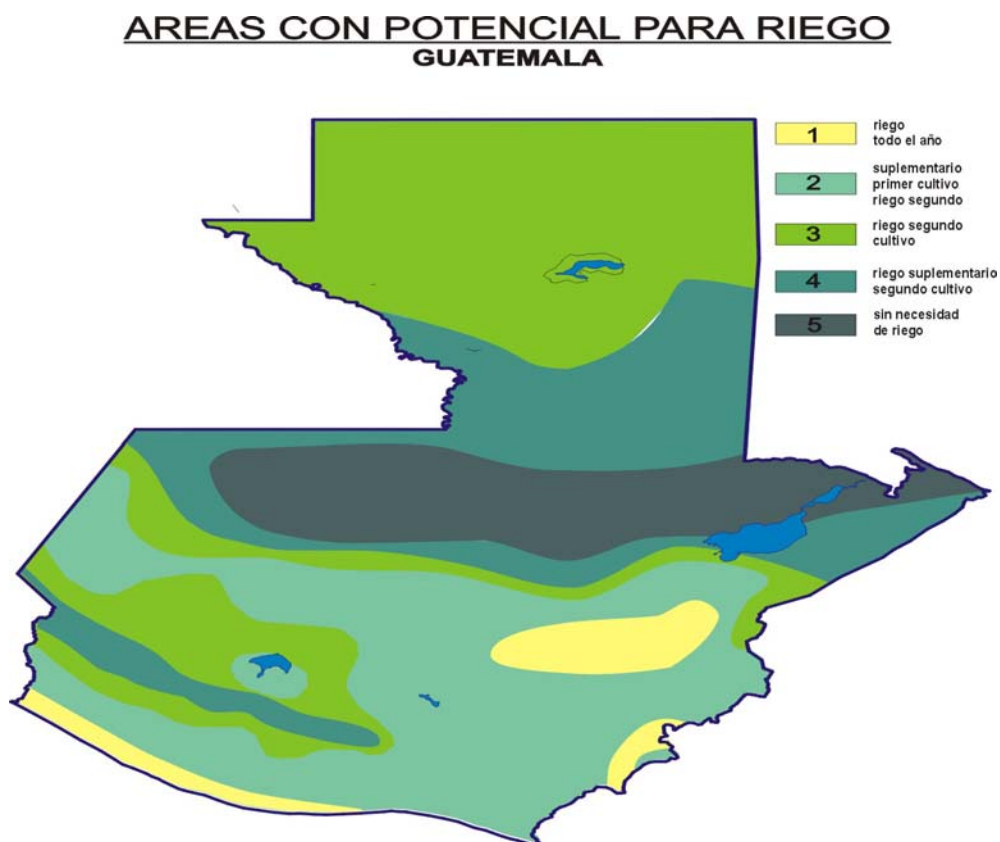 AREAS CON POTENCIAL PARA RIEGO
GUATEMALA
1
riego
todo el año
2
suplementario
primer cultivo
riego segundo
3
riego segundo
cultivo
4
riego suplementario
segundo cultivo
5
sin necesidad
de riego